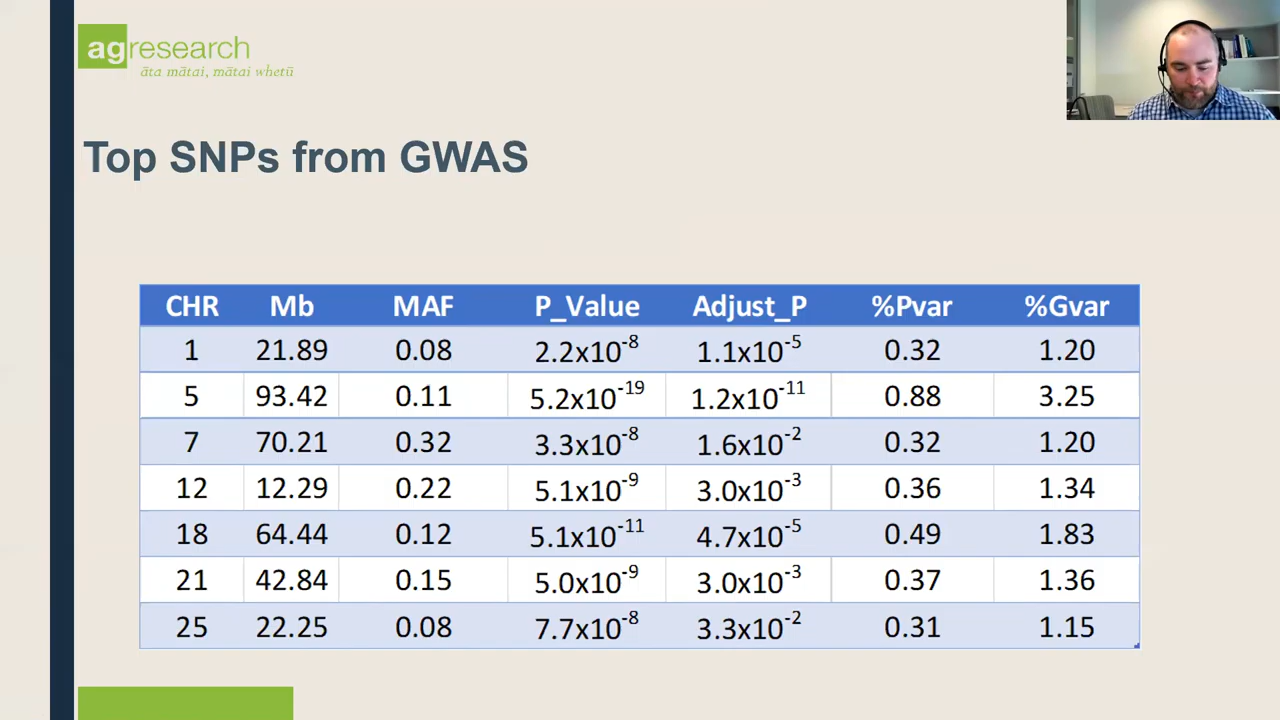 agresearch
āta mātai, mātai whetū
Top SNPs from GWAS
CHR Mb MAF P_Value Adjust_P %Pvar %Gvar
1 21.89 0.08 2.2x10⁻⁸ 1.1x10⁻⁵ 0.32 1.20
5 93.42 0.11 5.2x10⁻¹⁹ 1.2x10⁻¹¹ 0.88 3.25
7 70.21 0.32 3.3x10⁻⁸ 1.6x10⁻² 0.32 1.20
12 12.29 0.22 5.1x10⁻⁹ 3.0x10⁻³ 0.36 1.34
18 64.44 0.12 5.1x10⁻¹¹ 4.7x10⁻⁵ 0.49 1.83
21 42.84 0.15 5.0x10⁻⁹ 3.0x10⁻³ 0.37 1.36
25 22.25 0.08 7.7x10⁻⁸ 3.3x10⁻² 0.31 1.15